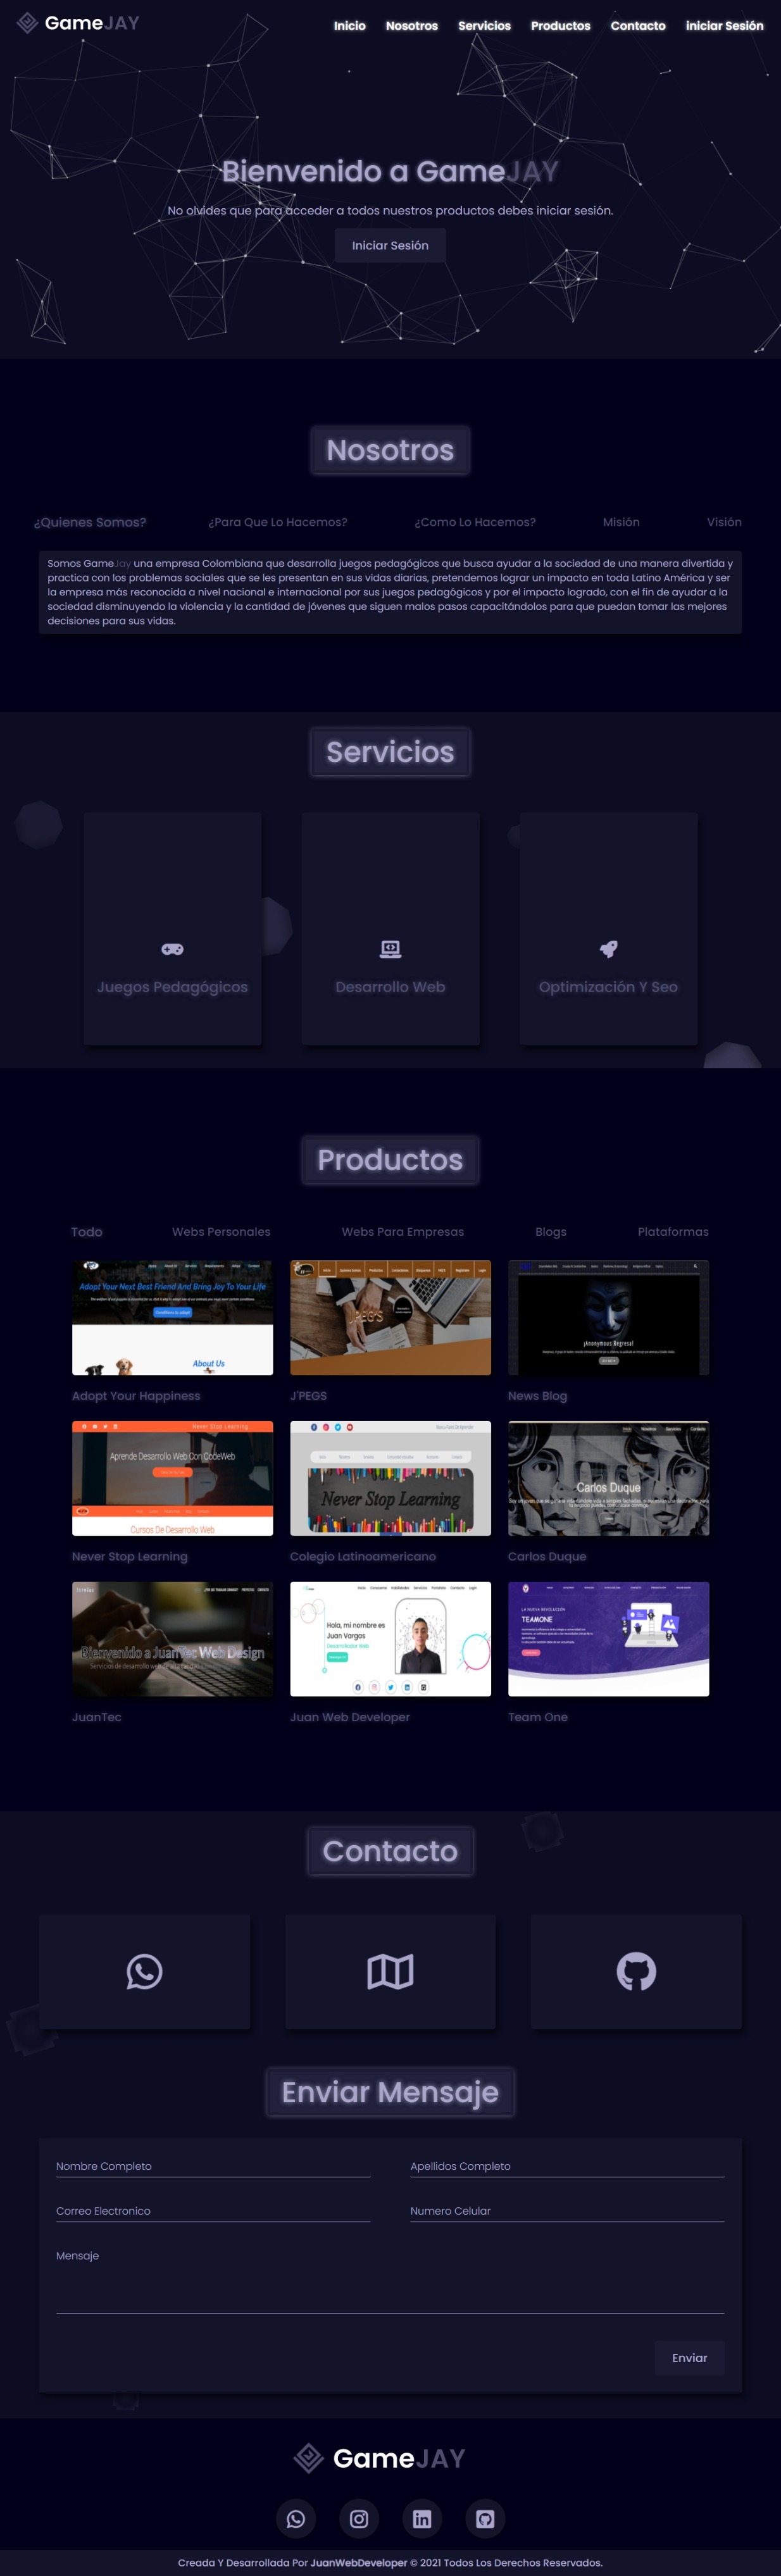 GameJAY
Inicio Nosotros Servicios Productos Contacto iniciar Sesión
Bienvenido a GameJAY
No olvides que para acceder a todos nuestros productos debes iniciar sesión.
Iniciar Sesión
Nosotros
¿Quienes Somos? ¿Para Que Lo Hacemos? ¿Como Lo Hacemos? Misión Visión
Somos GameJay una empresa Colombiana que desarrolla juegos pedagógicos que busca ayudar a la sociedad de una manera divertida y
practica con los problemas sociales que se les presentan en sus vidas diarias, pretendemos lograr un impacto en toda Latino América y ser
la empresa más reconocida a nivel nacional e internacional por sus juegos pedagógicos y por el impacto logrado, con el fin de ayudar a la
sociedad disminuyendo la violencia y la cantidad de jóvenes que siguen malos pasos capacitándolos para que puedan tomar las mejores
decisiones para sus vidas.
Servicios
Juegos Pedagógicos Desarrollo Web Optimización Y Seo
Productos
Todo Webs Personales Webs Para Empresas Blogs Plataformas
Adopt Your Next Best Friend And Bring Joy To Your Life
About Us
JPEGS
¡Anonymous Regresa!
Adopt Your Happiness J'PEGS News Blog
Never Stop Learning
Aprende Desarrollo Web Don CodeWeb
Cursos De Desarrollo Web
Never Stop Learning
Carlos Duque
Never Stop Learning Colegio Latinoamericano Carlos Duque
Bienvenido a JuanTec Web Design
Hola, mi nombre es
Juan Vargas
Desarrollador Web
LA NUEVA REVOLUCIÓN
TEAMONE
JuanTec Juan Web Developer Team One
Contacto
Enviar Mensaje
Nombre Completo Apellidos Completo
Correo Electronico Numero Celular
Mensaje
Enviar
GameJAY
Creada Y Desarrollada Por JuanWebDeveloper © 2021 Todos Los Derechos Reservados.